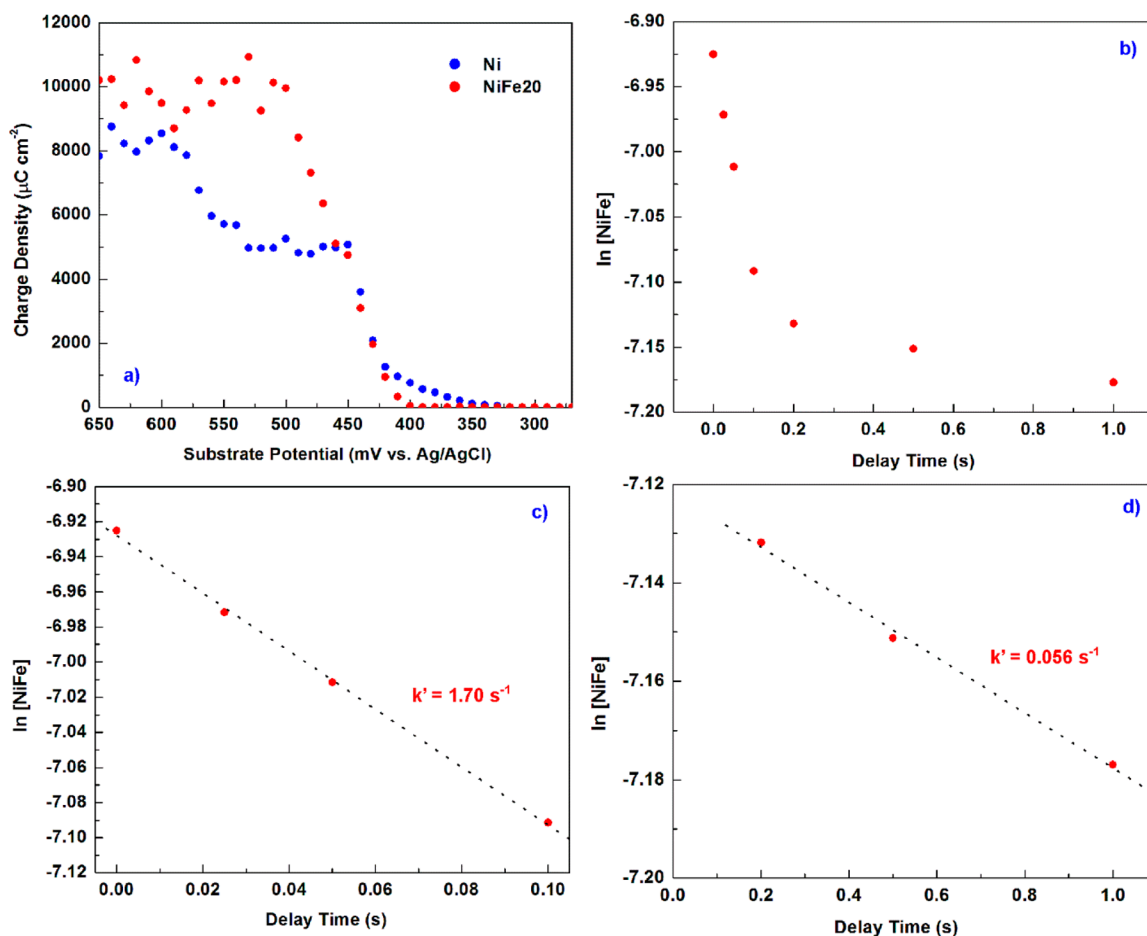 12000
10000
8000
6000
4000
2000
0
Charge Density (μC cm⁻²)
Ni
NiFe20
a)
650 600 550 500 450 400 350 300
Substrate Potential (mV vs. Ag/AgCl)
-6.90
-6.95
-7.00
-7.05
-7.10
-7.15
-7.20
ln [NiFe]
b)
0.0 0.2 0.4 0.6 0.8 1.0
Delay Time (s)
-6.90
-6.92
-6.94
-6.96
-6.98
-7.00
-7.02
-7.04
-7.06
-7.08
-7.10
-7.12
ln [NiFe]
c)
k' = 1.70 s⁻¹
0.00 0.02 0.04 0.06 0.08 0.10
Delay Time (s)
-7.12
-7.14
-7.16
-7.18
-7.20
ln [NiFe]
d)
k' = 0.056 s⁻¹
0.0 0.2 0.4 0.6 0.8 1.0
Delay Time (s)